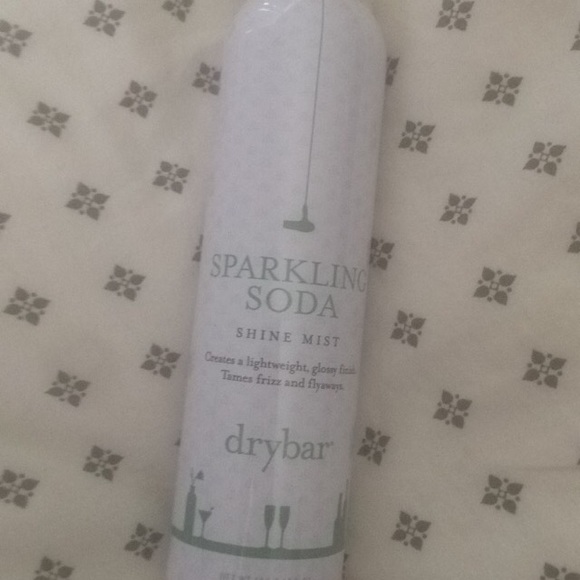 SPARKLING
SODA
SHINE MIST
Creates a lightweight, glossy finish.
Tames frizz and flyaways.
drybar